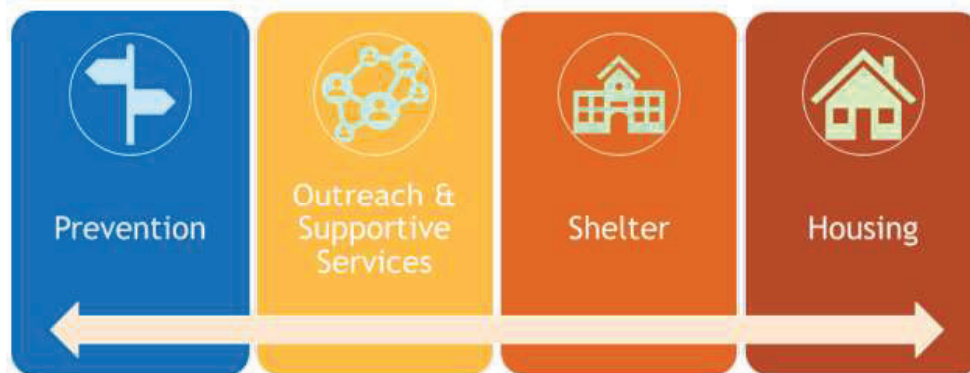 Prevention
Outreach &
Supportive
Services
Shelter
Housing